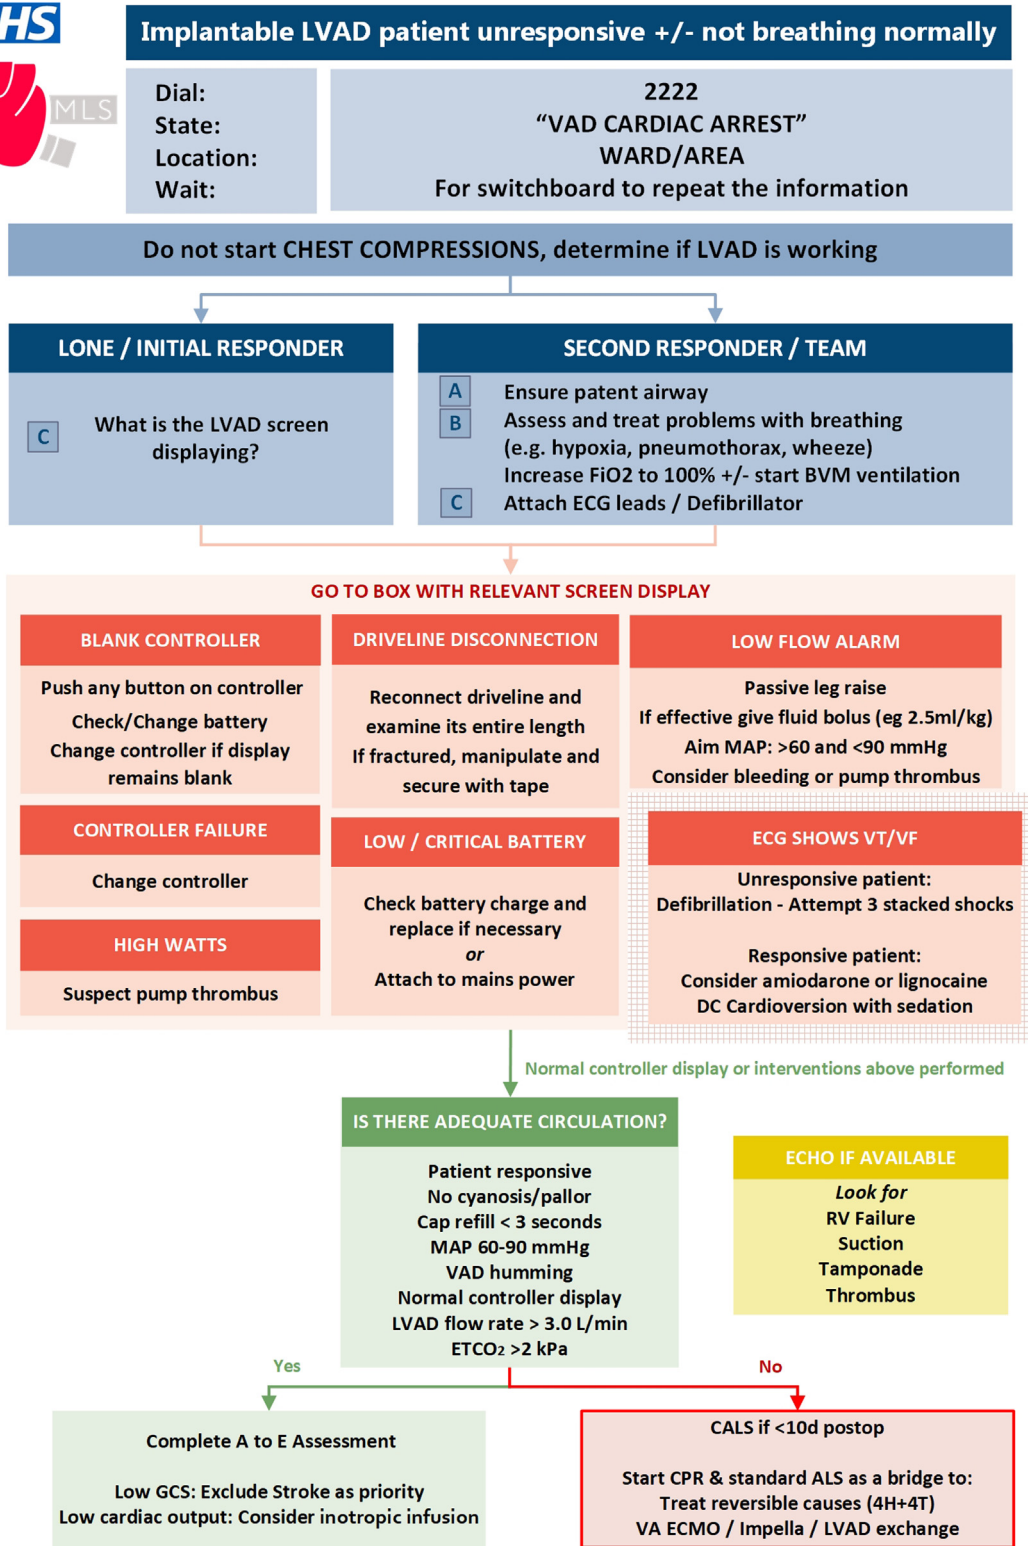 HS
MLS
Implantable LVAD patient unresponsive +/- not breathing normally
Dial: 2222
State: “VAD CARDIAC ARREST”
Location: WARD/AREA
Wait: For switchboard to repeat the information
Do not start CHEST COMPRESSIONS, determine if LVAD is working
LONE / INITIAL RESPONDER
C What is the LVAD screen
displaying?
SECOND RESPONDER / TEAM
A Ensure patent airway
B Assess and treat problems with breathing
(e.g. hypoxia, pneumothorax, wheeze)
Increase FiO2 to 100% +/- start BVM ventilation
C Attach ECG leads / Defibrillator
GO TO BOX WITH RELEVANT SCREEN DISPLAY
BLANK CONTROLLER
Push any button on controller
Check/Change battery
Change controller if display
remains blank
CONTROLLER FAILURE
Change controller
HIGH WATTS
Suspect pump thrombus
DRIVELINE DISCONNECTION
Reconnect driveline and
examine its entire length
If fractured, manipulate and
secure with tape
LOW / CRITICAL BATTERY
Check battery charge and
replace if necessary
or
Attach to mains power
LOW FLOW ALARM
Passive leg raise
If effective give fluid bolus (eg 2.5ml/kg)
Aim MAP: >60 and <90 mmHg
Consider bleeding or pump thrombus
ECG SHOWS VT/VF
Unresponsive patient:
Defibrillation - Attempt 3 stacked shocks
Responsive patient:
Consider amiodarone or lignocaine
DC Cardioversion with sedation
Normal controller display or interventions above performed
IS THERE ADEQUATE CIRCULATION?
Patient responsive
No cyanosis/pallor
Cap refill < 3 seconds
MAP 60-90 mmHg
VAD humming
Normal controller display
LVAD flow rate > 3.0 L/min
ETCO₂ >2 kPa
ECHO IF AVAILABLE
Look for
RV Failure
Suction
Tamponade
Thrombus
Yes
No
Complete A to E Assessment
Low GCS: Exclude Stroke as priority
Low cardiac output: Consider inotropic infusion
CALS if <10d postop
Start CPR & standard ALS as a bridge to:
Treat reversible causes (4H+4T)
VA ECMO / Impella / LVAD exchange